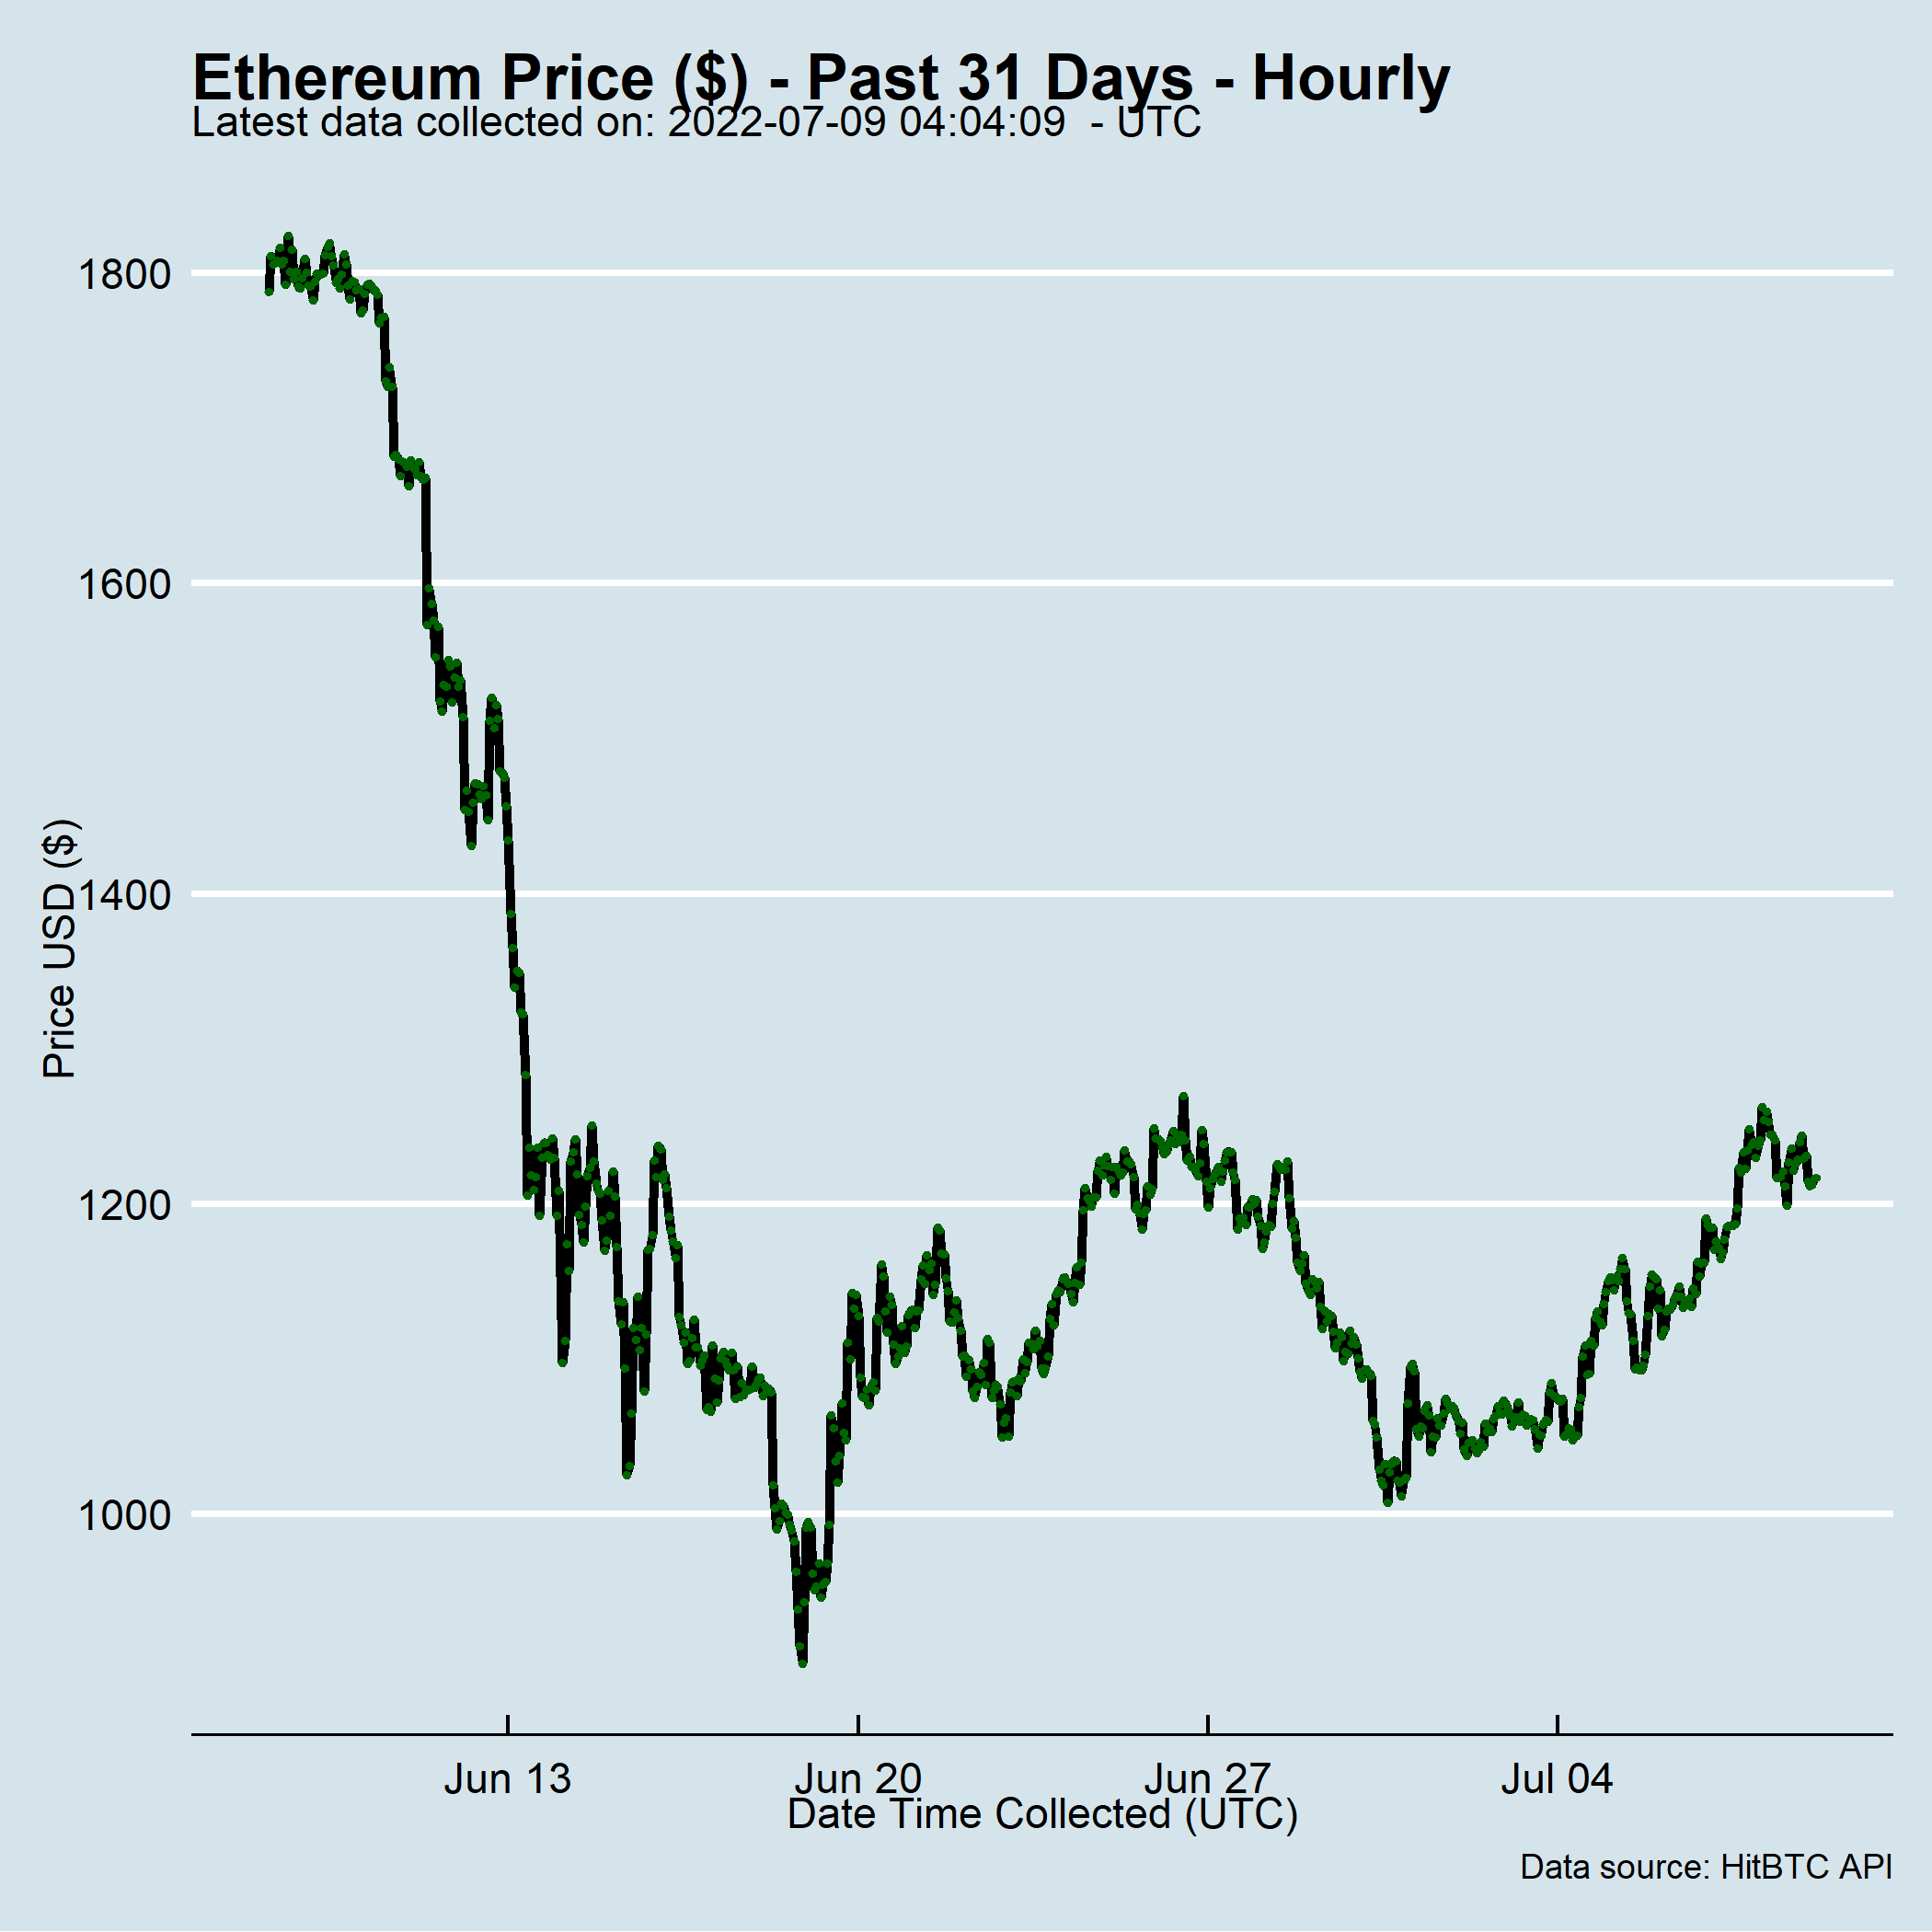 Ethereum Price ($) - Past 31 Days - Hourly
Latest data collected on: 2022-07-09 04:04:09  - UTC
Price USD ($)
1800
1600
1400
1200
1000
Jun 13
Jun 20
Jun 27
Jul 04
Date Time Collected (UTC)
Data source: HitBTC API